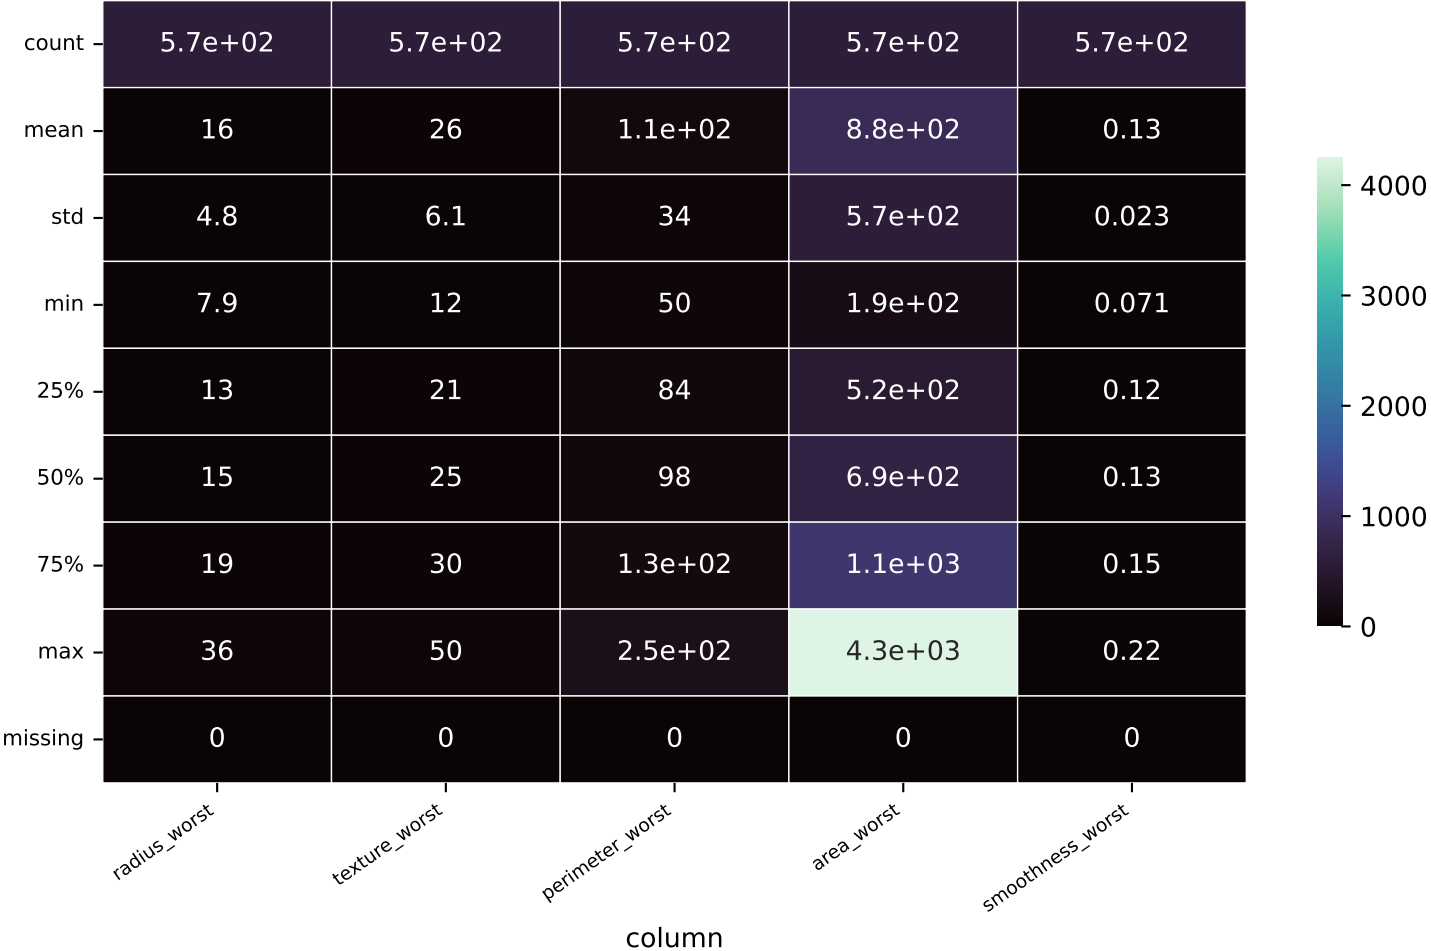 count 5.7e+02 5.7e+02 5.7e+02 5.7e+02 5.7e+02
mean 16 26 1.1e+02 8.8e+02 0.13
std 4.8 6.1 34 5.7e+02 0.023
min 7.9 12 50 1.9e+02 0.071
25% 13 21 84 5.2e+02 0.12
50% 15 25 98 6.9e+02 0.13
75% 19 30 1.3e+02 1.1e+03 0.15
max 36 50 2.5e+02 4.3e+03 0.22
missing 0 0 0 0 0
radius_worst texture_worst perimeter_worst area_worst smoothness_worst
column
4000
3000
2000
1000
0